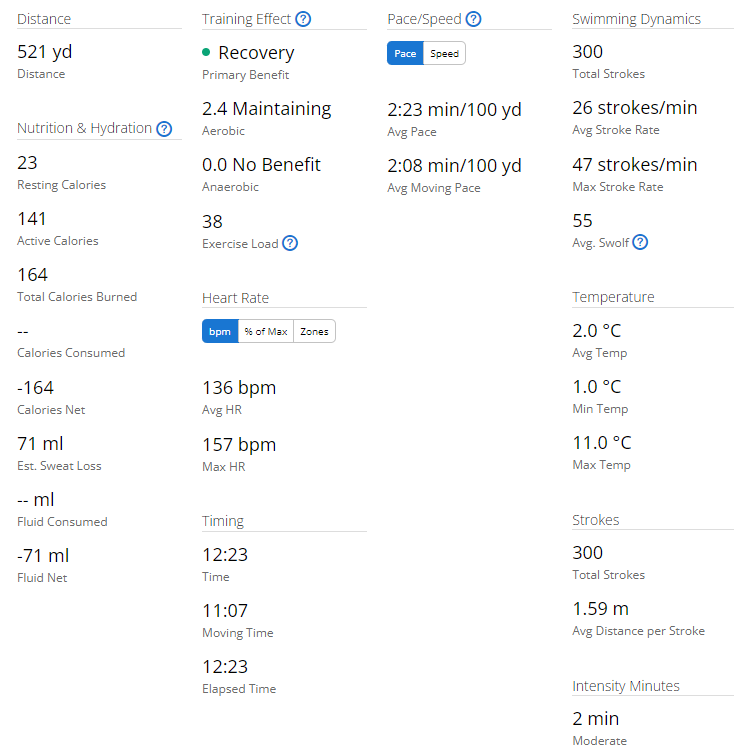 Distance
521 yd
Distance
Nutrition & Hydration ?
23
Resting Calories
141
Active Calories
164
Total Calories Burned
--
Calories Consumed
-164
Calories Net
71 ml
Est. Sweat Loss
-- ml
Fluid Consumed
-71 ml
Fluid Net
Training Effect ?
Recovery
Primary Benefit
2.4 Maintaining
Aerobic
0.0 No Benefit
Anaerobic
38
Exercise Load ?
Heart Rate
bpm % of Max Zones
136 bpm
Avg HR
157 bpm
Max HR
Timing
12:23
Time
11:07
Moving Time
12:23
Elapsed Time
Pace/Speed ?
Pace Speed
2:23 min/100 yd
Avg Pace
2:08 min/100 yd
Avg Moving Pace
Swimming Dynamics
300
Total Strokes
26 strokes/min
Avg Stroke Rate
47 strokes/min
Max Stroke Rate
55
Avg. Swolf ?
Temperature
2.0 °C
Avg Temp
1.0 °C
Min Temp
11.0 °C
Max Temp
Strokes
300
Total Strokes
1.59 m
Avg Distance per Stroke
Intensity Minutes
2 min
Moderate